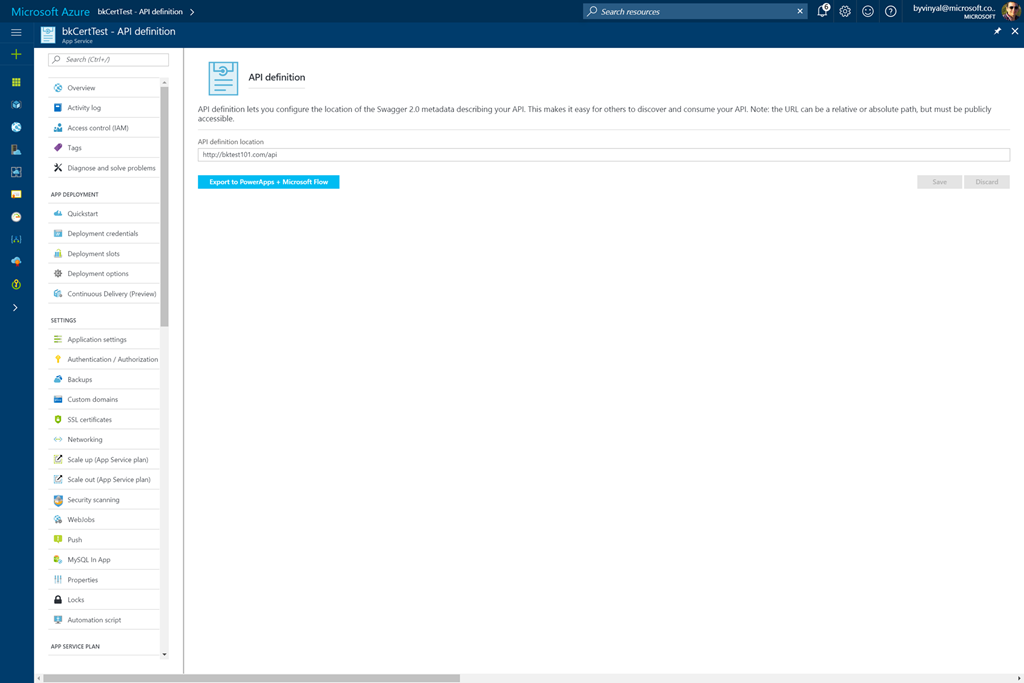 Microsoft Azure bkCertTest - API definition
Search resources
6
byvinyal@microsoft.co...
MICROSOFT
bkCertTest - API definition
App Service
Search (Ctrl+/)
Overview
Activity log
Access control (IAM)
Tags
Diagnose and solve problems
APP DEPLOYMENT
Quickstart
Deployment credentials
Deployment slots
Deployment options
Continuous Delivery (Preview)
SETTINGS
Application settings
Authentication / Authorization
Backups
Custom domains
SSL certificates
Networking
Scale up (App Service plan)
Scale out (App Service plan)
Security scanning
WebJobs
Push
MySQL In App
Properties
Locks
Automation script
APP SERVICE PLAN
API definition
API definition lets you configure the location of the Swagger 2.0 metadata describing your API. This makes it easy for others to discover and consume your API. Note: the URL can be a relative or absolute path, but must be publicly
accessible.
API definition location
http://bktest101.com/api
Export to PowerApps + Microsoft Flow
Save
Discard